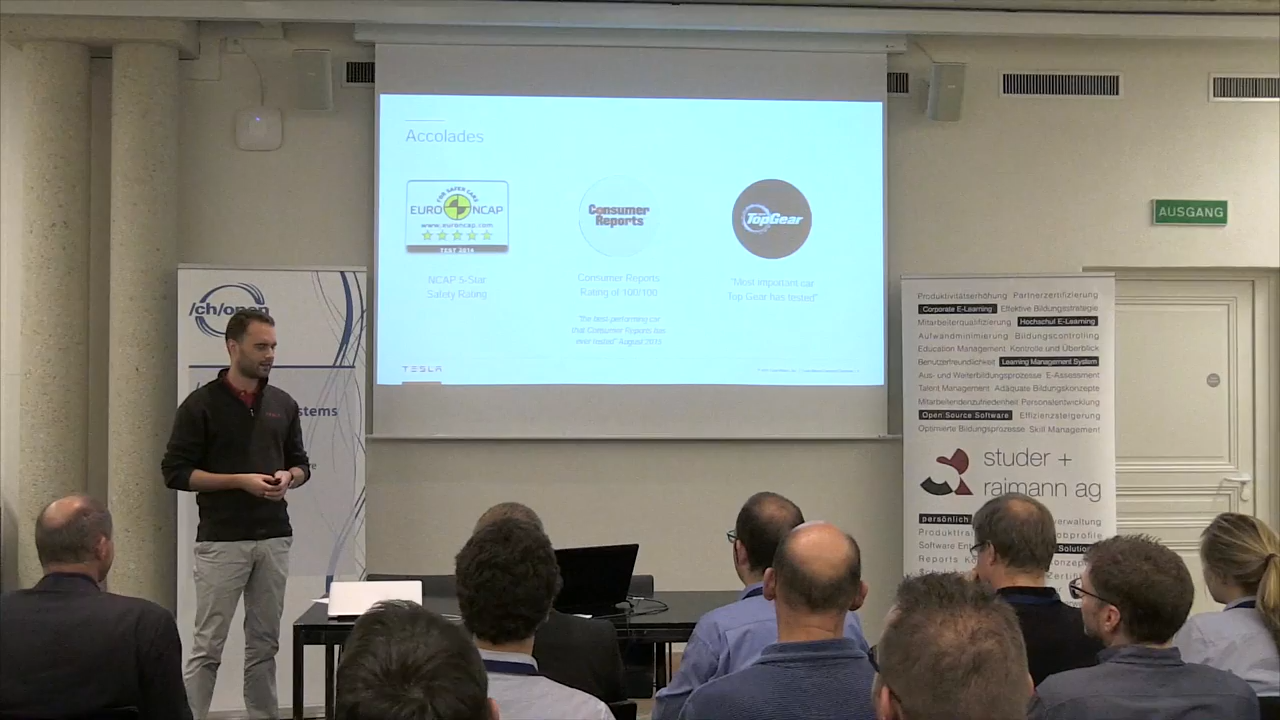 Accolades
FOR SAFER CARS
EURO NCAP
www.euroncap.com
TEST 2014
NCAP 5-Star
Safety Rating
Consumer
Reports
Consumer Reports
Rating of 100/100
"the best-performing car
that Consumer Reports has
ever tested" August 2015
TopGear
"Most important car
Top Gear has tested"
TESLA
AUSGANG
/ch/open
stems
TESLA
Produktivitätserhöhung Partnerzertifizierung
Corporate E-Learning Effektive Bildungsstrategie
Mitarbeiterqualifizierung Hochschul E-Learning
Aufwandminimierung Bildungscontrolling
Education Management Kontrolle und Überblick
Benutzerfreundlichkeit Learning Management System
Aus- und Weiterbildungsprozesse E-Assessment
Talent Management Adäquate Bildungskonzepte
Mitarbeitendenzufriedenheit Personalentwicklung
Open Source Software Effizienzsteigerung
Optimierte Bildungsprozesse Skill Management
studer +
raimann ag
persönlich